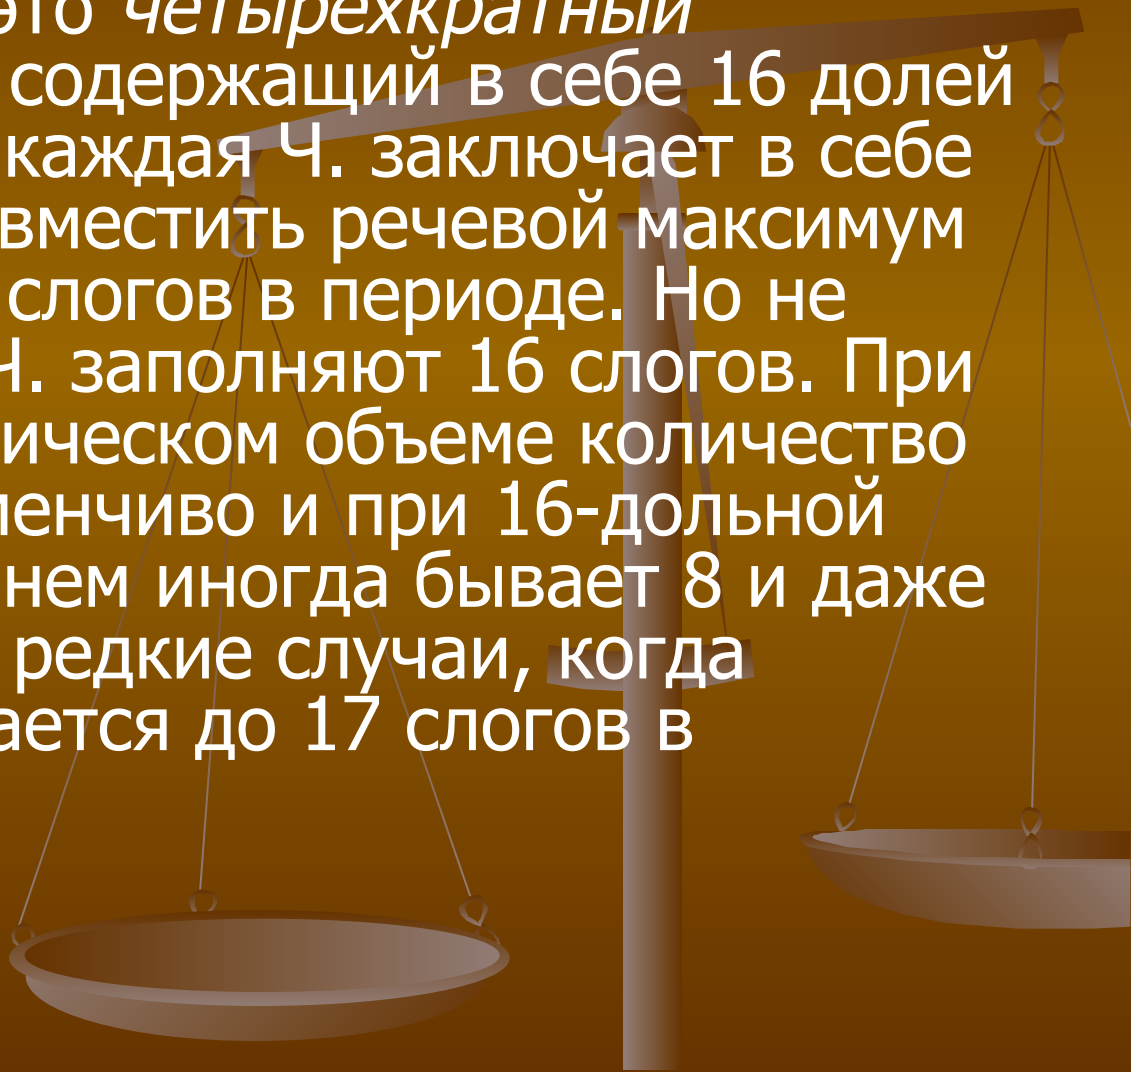 это четырехкратный
содержащий в себе 16 долей
каждая Ч. заключает в себе
вместить речевой максимум
слогов в периоде. Но не
Ч. заполняют 16 слогов. При
ическом объеме количество
менчиво и при 16-дольной
нем иногда бывает 8 и даже
редкие случаи, когда
ается до 17 слогов в